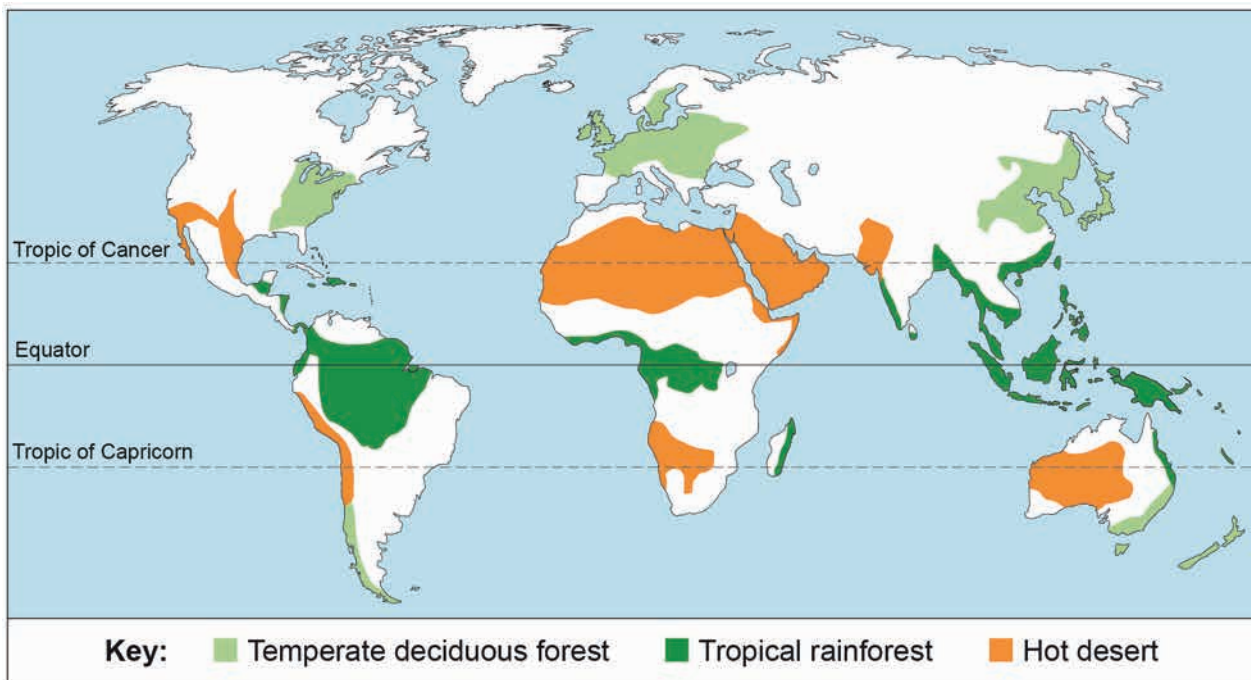 Tropic of Cancer
Equator
Tropic of Capricorn
Key: Temperate deciduous forest Tropical rainforest Hot desert